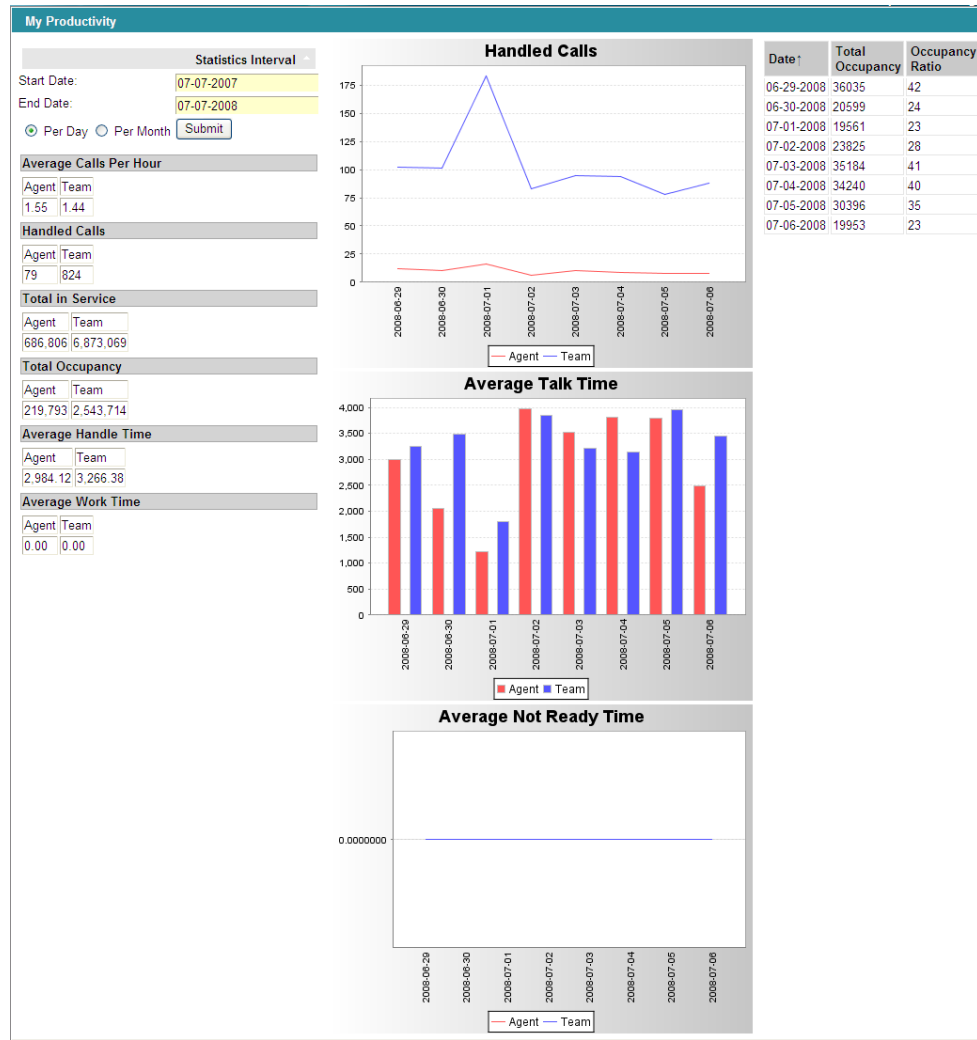 My Productivity
Statistics Interval
Start Date: 07-07-2007
End Date: 07-07-2008
Per Day Per Month Submit
Average Calls Per Hour
Agent Team
1.55 1.44
Handled Calls
Agent Team
79 824
Total in Service
Agent Team
686,806 6,873,069
Total Occupancy
Agent Team
219,793 2,543,714
Average Handle Time
Agent Team
2,984.12 3,266.38
Average Work Time
Agent Team
0.00 0.00
Handled Calls
175
150
125
100
75
50
25
0
2008-06-29
2008-06-30
2008-07-01
2008-07-02
2008-07-03
2008-07-04
2008-07-05
2008-07-06
Agent Team
Average Talk Time
4,000
3,500
3,000
2,500
2,000
1,500
1,000
500
0
2008-06-29
2008-06-30
2008-07-01
2008-07-02
2008-07-03
2008-07-04
2008-07-05
2008-07-06
Agent Team
Average Not Ready Time
0.0000000
2008-06-29
2008-06-30
2008-07-01
2008-07-02
2008-07-03
2008-07-04
2008-07-05
2008-07-06
Agent Team
Date↑ Total Occupancy Occupancy Ratio
06-29-2008 36035 42
06-30-2008 20599 24
07-01-2008 19561 23
07-02-2008 23825 28
07-03-2008 35184 41
07-04-2008 34240 40
07-05-2008 30396 35
07-06-2008 19953 23